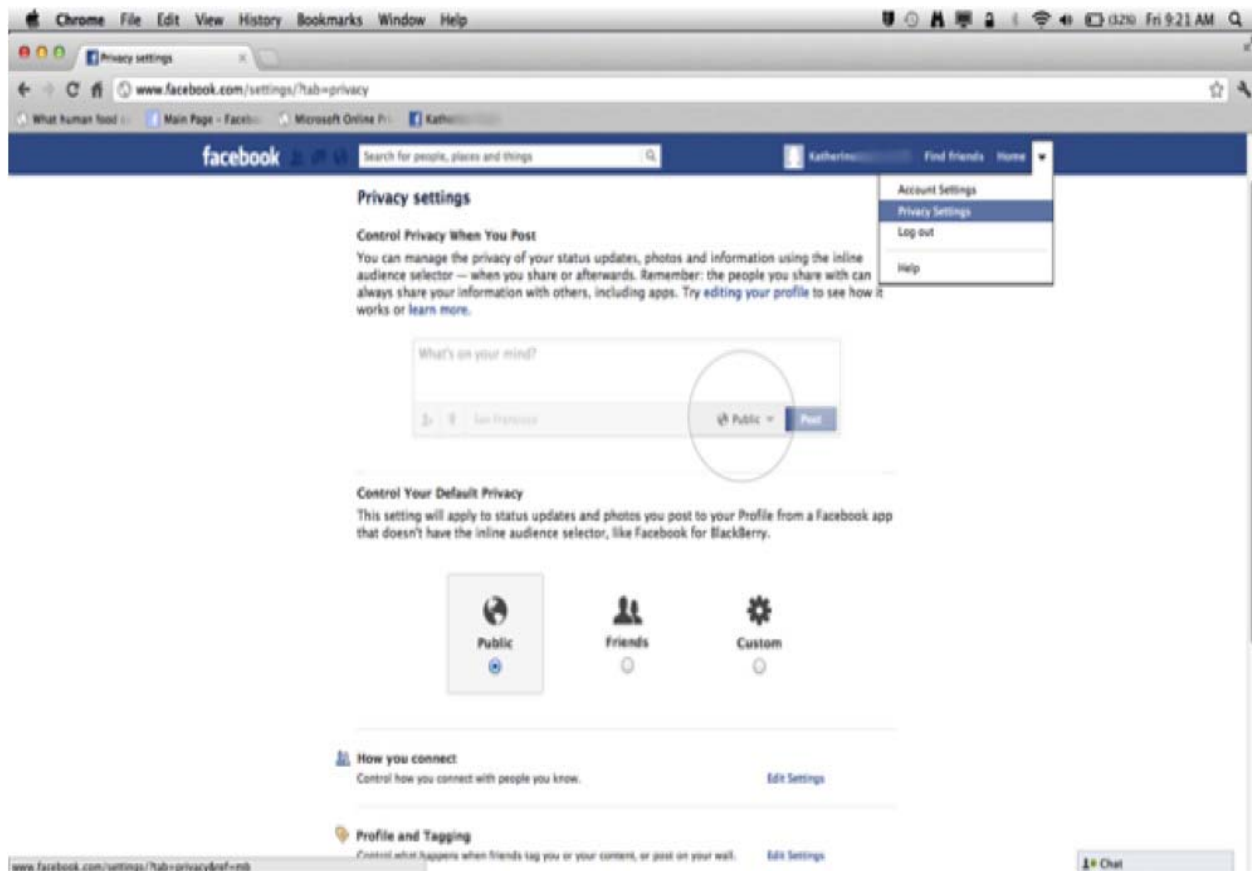 Chrome File Edit View History Bookmarks Window Help
(32%) Fri 9:21 AM
Privacy settings
www.facebook.com/settings/?tab=privacy
What human food Main Page - Microsoft Online
facebook Search for people, places and things Find friends Home
Account Settings
Privacy Settings
Log out
Help
Privacy settings
Control Privacy When You Post
You can manage the privacy of your status updates, photos and information using the inline
audience selector — when you share or afterwards. Remember: the people you share with can
always share your information with others, including apps. Try editing your profile to see how it
works or learn more.
What's on your mind?
San Francisco Public Post
Control Your Default Privacy
This setting will apply to status updates and photos you post to your Profile from a Facebook app
that doesn't have the inline audience selector, like Facebook for BlackBerry.
Public Friends Custom
How you connect
Control how you connect with people you know. Edit Settings
Profile and Tagging
Control what happens when friends tag you or your content, or post on your wall. Edit Settings
www.facebook.com/settings/?tab=privacy&ref=mb
Chat